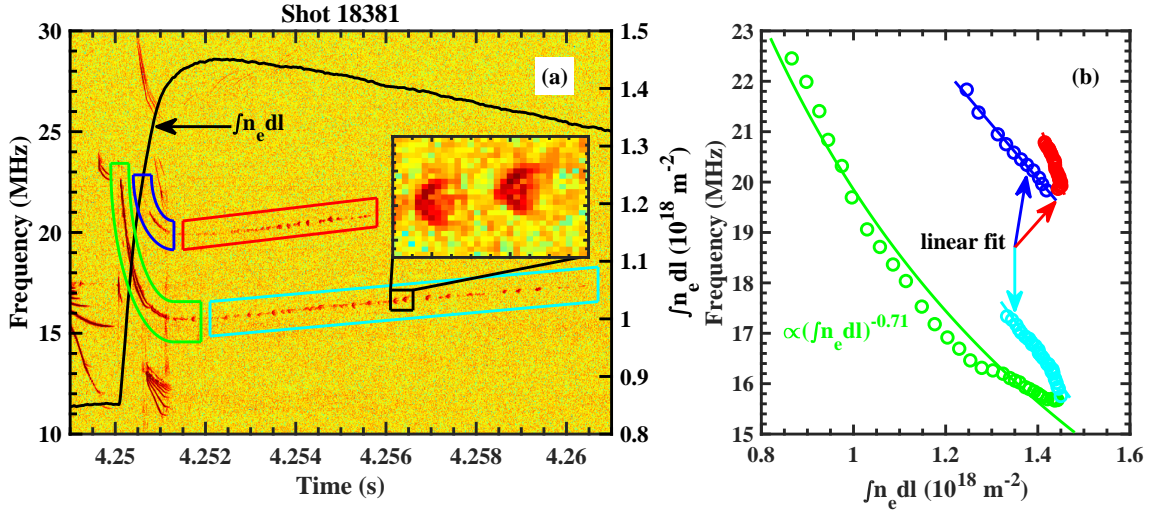 Shot 18381
Frequency (MHz)
30
25
20
15
10
(a)
∫nₑdl
1.5
1.4
1.3
1.2
1.1
1
0.9
0.8
∫nₑdl (10¹⁸ m⁻²)
4.25 4.252 4.254 4.256 4.258 4.26
Time (s)
Frequency (MHz)
23
22
21
20
19
18
17
16
15
(b)
linear fit
∝(∫nₑdl)⁻⁰·⁷¹
0.8 1 1.2 1.4 1.6
∫nₑdl (10¹⁸ m⁻²)